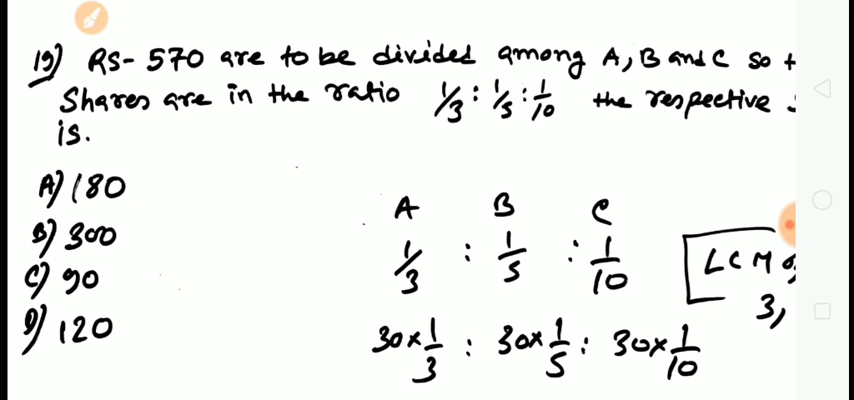 19) RS- 570 are to be divided among A, B and C so t
Shares are in the ratio 1/3 : 1/5 : 1/10 the respective
is.
A) 180
B) 300
C) 90
D) 120
A B C
1/3 : 1/5 : 1/10
LCM
3,
30×1/3 : 30×1/5 : 30×1/10